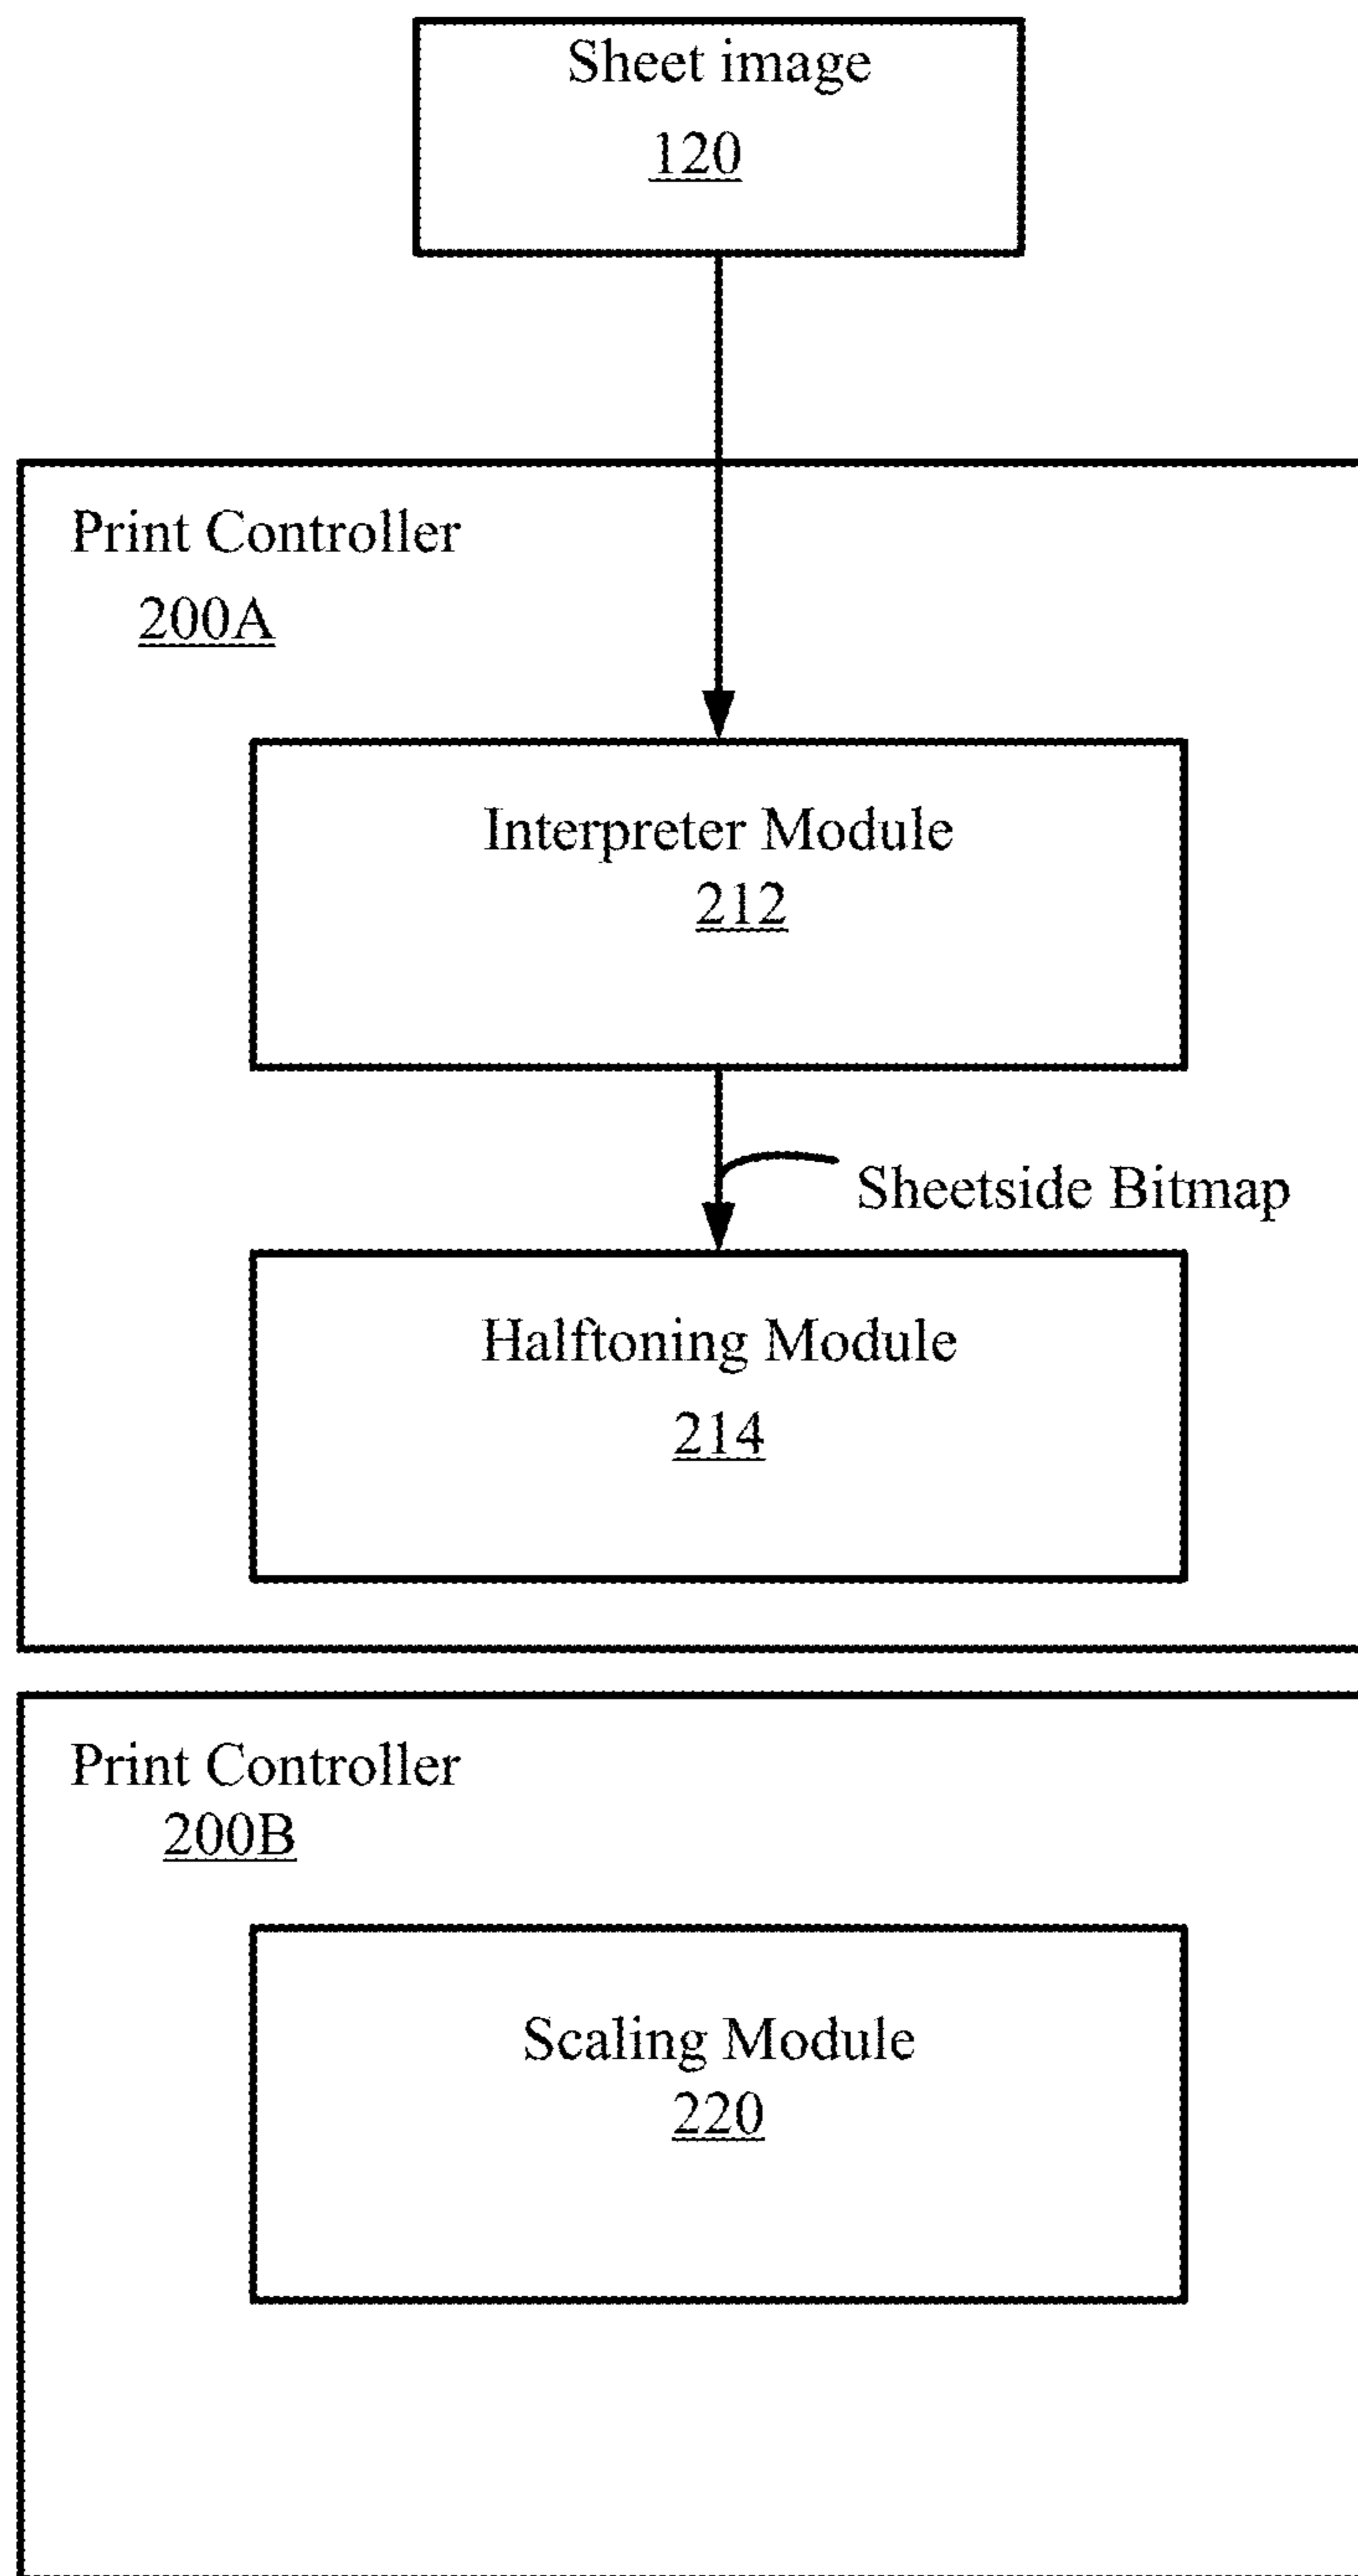 Sheet image
120
Print Controller
200A
Interpreter Module
212
Sheetside Bitmap
Halftoning Module
214
Print Controller
200B
Scaling Module
220